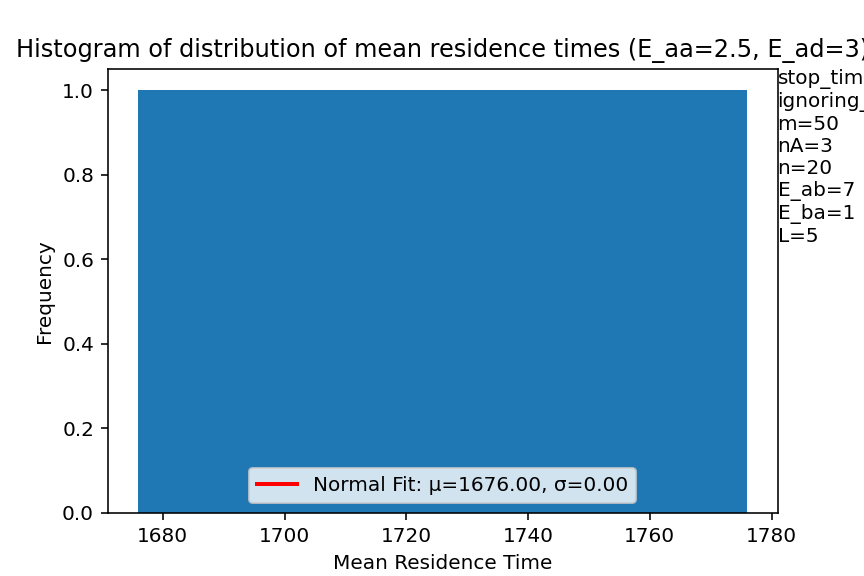 Histogram of distribution of mean residence times (E_aa=2.5, E_ad=3)
stop_tim
ignoring_
m=50
nA=3
n=20
E_ab=7
E_ba=1
L=5
1.0
0.8
0.6
0.4
0.2
0.0
Frequency
Normal Fit: μ=1676.00, σ=0.00
1680 1700 1720 1740 1760 1780
Mean Residence Time